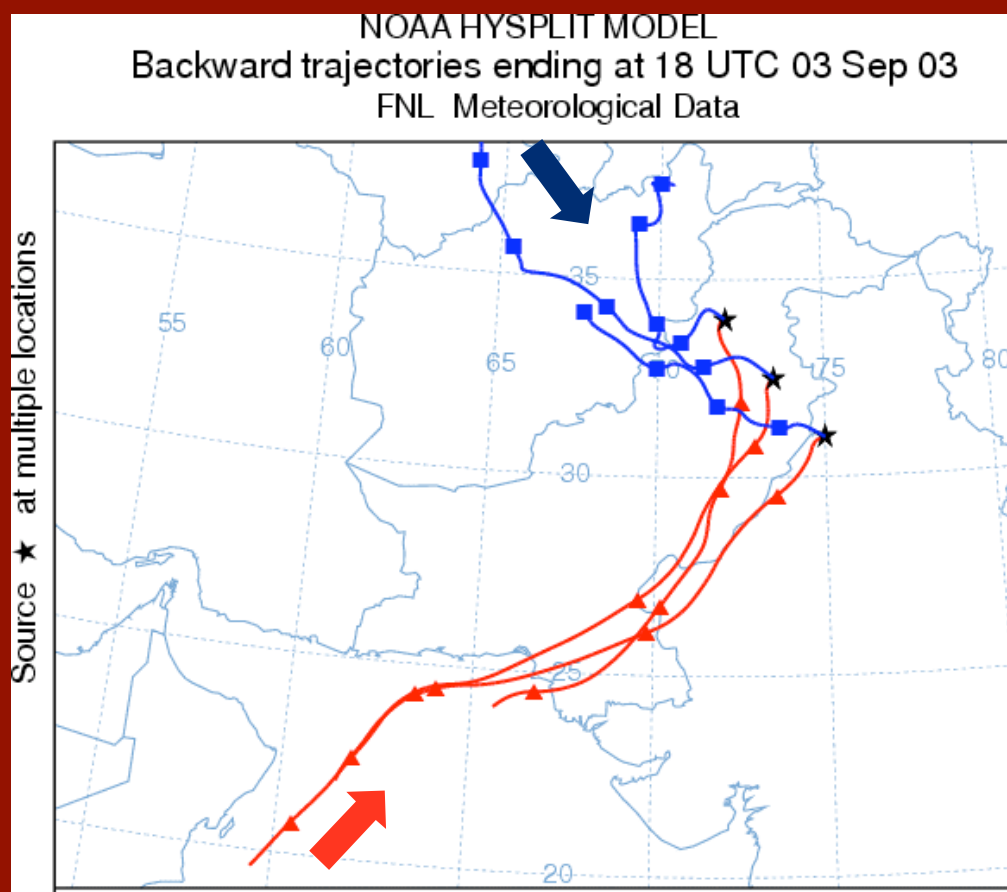 NOAA HYSPLIT MODEL
Backward trajectories ending at 18 UTC 03 Sep 03
FNL Meteorological Data
Source ★ at multiple locations
35
55
60
65
70
75
80
30
25
20